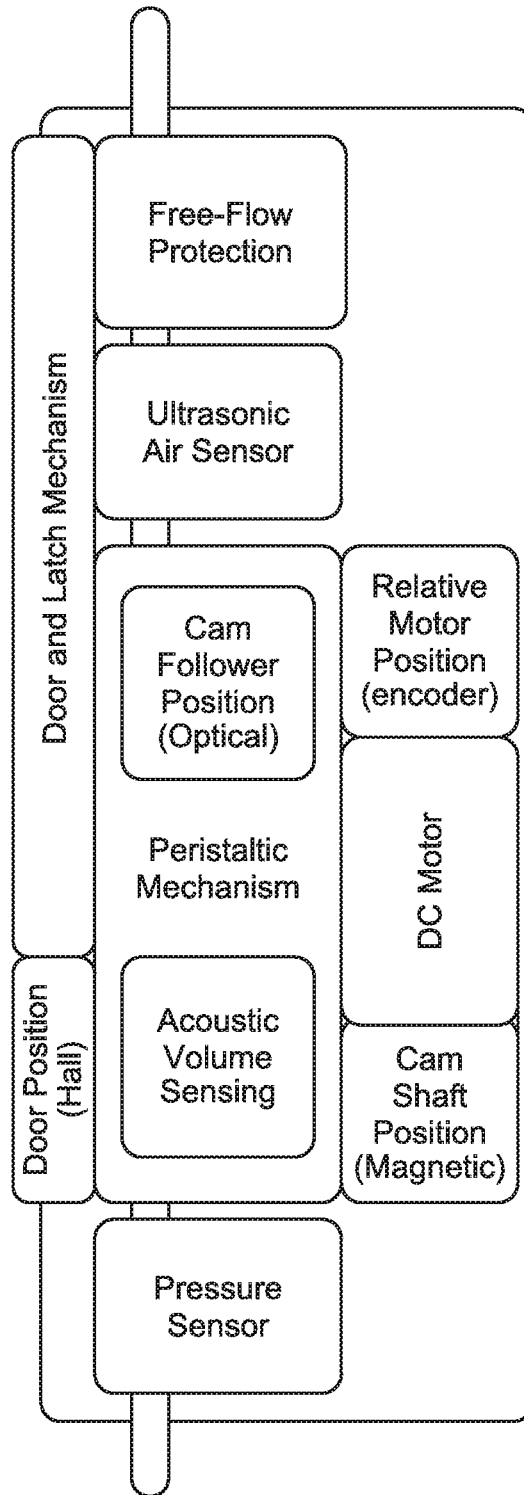 Free-Flow
Protection
Door and Latch Mechanism
Ultrasonic
Air Sensor
Cam
Follower
Position
(Optical)
Relative
Motor
Position
(encoder)
Peristaltic
Mechanism
DC Motor
Door Position
(Hall)
Acoustic
Volume
Sensing
Cam
Shaft
Position
(Magnetic)
Pressure
Sensor